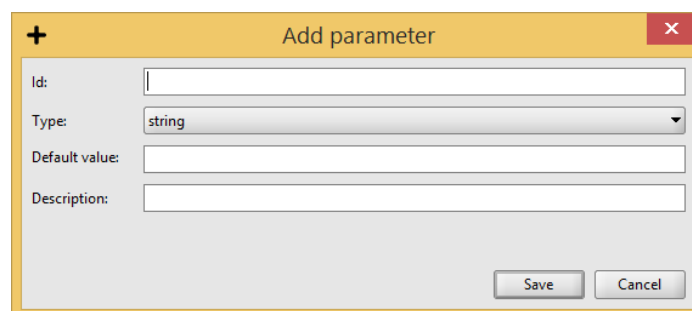 Add parameter
Id:
Type: string
Default value:
Description:
Save Cancel